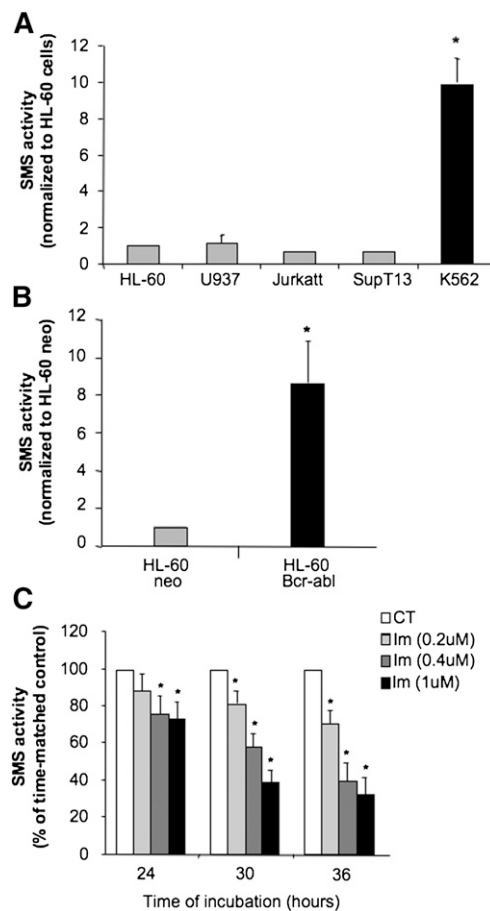 A
SMS activity
(normalized to HL-60 cells)
12
10
8
6
4
2
0
*
HL-60 U937 Jurkatt SupT13 K562
B
SMS activity
(normalized to HL-60 neo)
12
10
8
6
4
2
0
*
HL-60 HL-60
neo Bcr-abl
C
CT
Im (0.2uM)
Im (0.4uM)
Im (1uM)
SMS activity
(% of time-matched control)
120
100
80
60
40
20
0
* * * * * * * *
24 30 36
Time of incubation (hours)